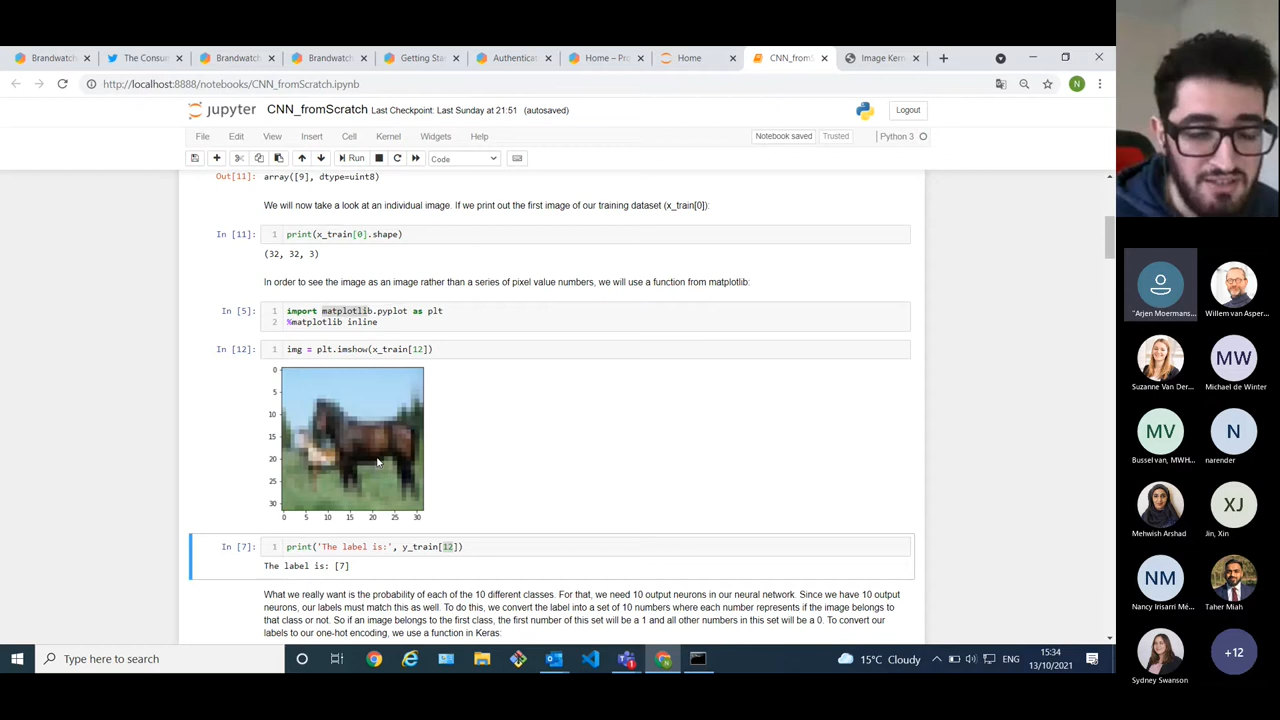 Brandwatch
The Consum
Brandwatch
Brandwatch
Getting Star
Authenticat
Home – Pro
Home
CNN_fromS
Image Kern
http://localhost:8888/notebooks/CNN_fromScratch.ipynb
N
jupyter CNN_fromScratch Last Checkpoint: Last Sunday at 21:51 (autosaved)
Logout
File Edit View Insert Cell Kernel Widgets Help
Notebook saved Trusted Python 3
Run Code
Out[11]: array([9], dtype=uint8)
We will now take a look at an individual image. If we print out the first image of our training dataset (x_train[0]):
In [11]: 1 print(x_train[0].shape)
(32, 32, 3)
In order to see the image as an image rather than a series of pixel value numbers, we will use a function from matplotlib:
In [5]: 1 import matplotlib.pyplot as plt
2 %matplotlib inline
In [12]: 1 img = plt.imshow(x_train[12])
0
5
10
15
20
25
30
0 5 10 15 20 25 30
In [7]: 1 print('The label is:', y_train[12])
The label is: [7]
What we really want is the probability of each of the 10 different classes. For that, we need 10 output neurons in our neural network. Since we have 10 output
neurons, our labels must match this as well. To do this, we convert the label into a set of 10 numbers where each number represents if the image belongs to
that class or not. So if an image belongs to the first class, the first number of this set will be a 1 and all other numbers in this set will be a 0. To convert our
labels to our one-hot encoding, we use a function in Keras:
Type here to search
15°C Cloudy
ENG
15:34
13/10/2021
"Arjen Moermans...
Willem van Asper...
Suzanne Van Der...
MW
Michael de Winter
MV
Bussel van, MWH...
N
narender
Mehwish Arshad
XJ
Jin, Xin
NM
Nancy Irisarri Mé...
Taher Miah
Sydney Swanson
+12